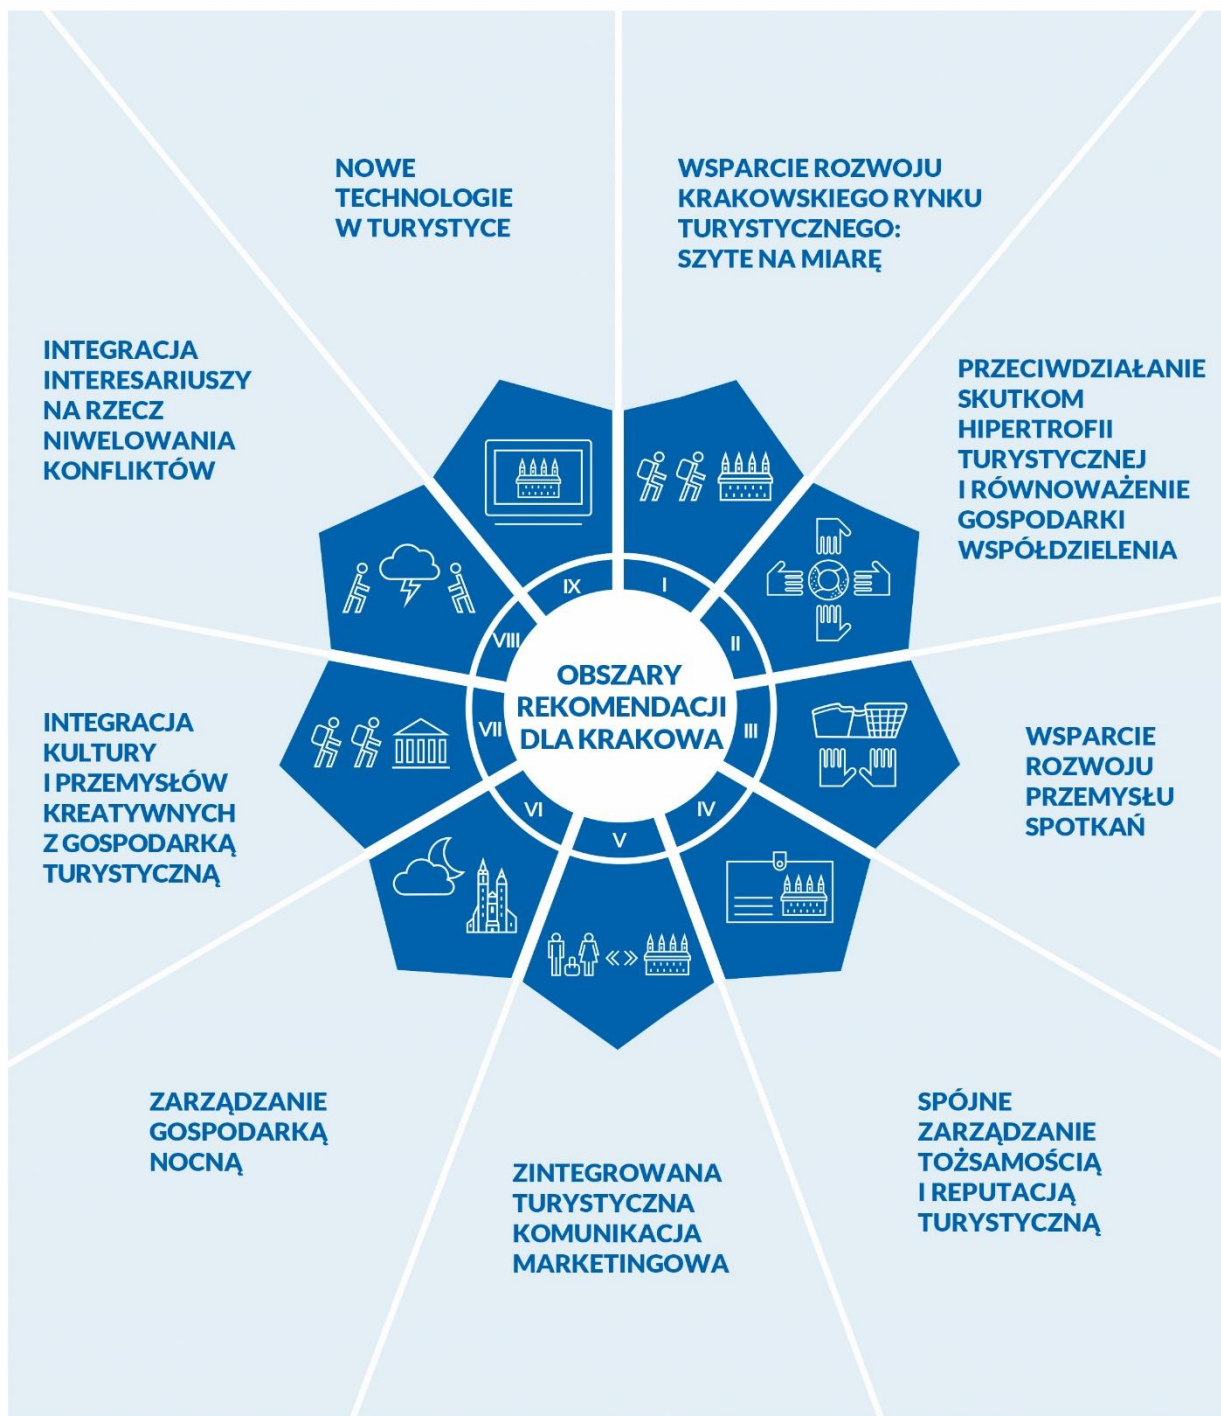 OBSZARY
REKOMENDACJI
DLA KRAKOWA
I
WSPARCIE ROZWOJU
KRAKOWSKIEGO RYNKU
TURYSTYCZNEGO:
SZYTE NA MIARĘ
II
PRZECIWDZIAŁANIE
SKUTKOM
HIPERTROFII
TURYSTYCZNEJ
I RÓWNOWAŻENIE
GOSPODARKI
WSPÓŁDZIELENIA
III
WSPARCIE
ROZWOJU
PRZEMYSŁU
SPOTKAŃ
IV
SPÓJNE
ZARZĄDZANIE
TOŻSAMOŚCIĄ
I REPUTACJĄ
TURYSTYCZNĄ
V
ZINTEGROWANA
TURYSTYCZNA
KOMUNIKACJA
MARKETINGOWA
VI
ZARZĄDZANIE
GOSPODARKĄ
NOCNĄ
VII
INTEGRACJA
KULTURY
I PRZEMYSŁÓW
KREATYWNYCH
Z GOSPODARKĄ
TURYSTYCZNĄ
VIII
INTEGRACJA
INTERESARIUSZY
NA RZECZ
NIWELOWANIA
KONFLIKTÓW
IX
NOWE
TECHNOLOGIE
W TURYSTYCE